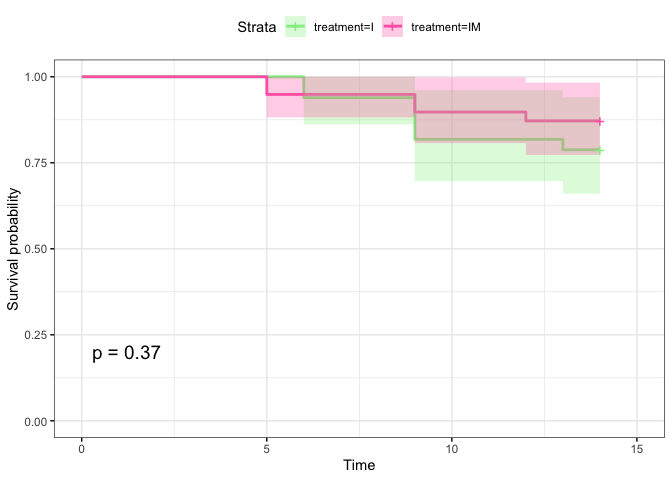 Strata treatment=I treatment=IM
1.00
0.75
0.50
0.25
0.00
Survival probability
p = 0.37
0 5 10 15
Time